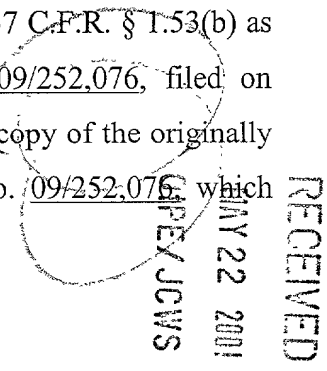 37 C.F.R. § 1.53(b) as
09/252,076, filed on
copy of the originally
o. 09/252,076, which
RECEIVED
MAY 22 2001
OIPE/JCWS